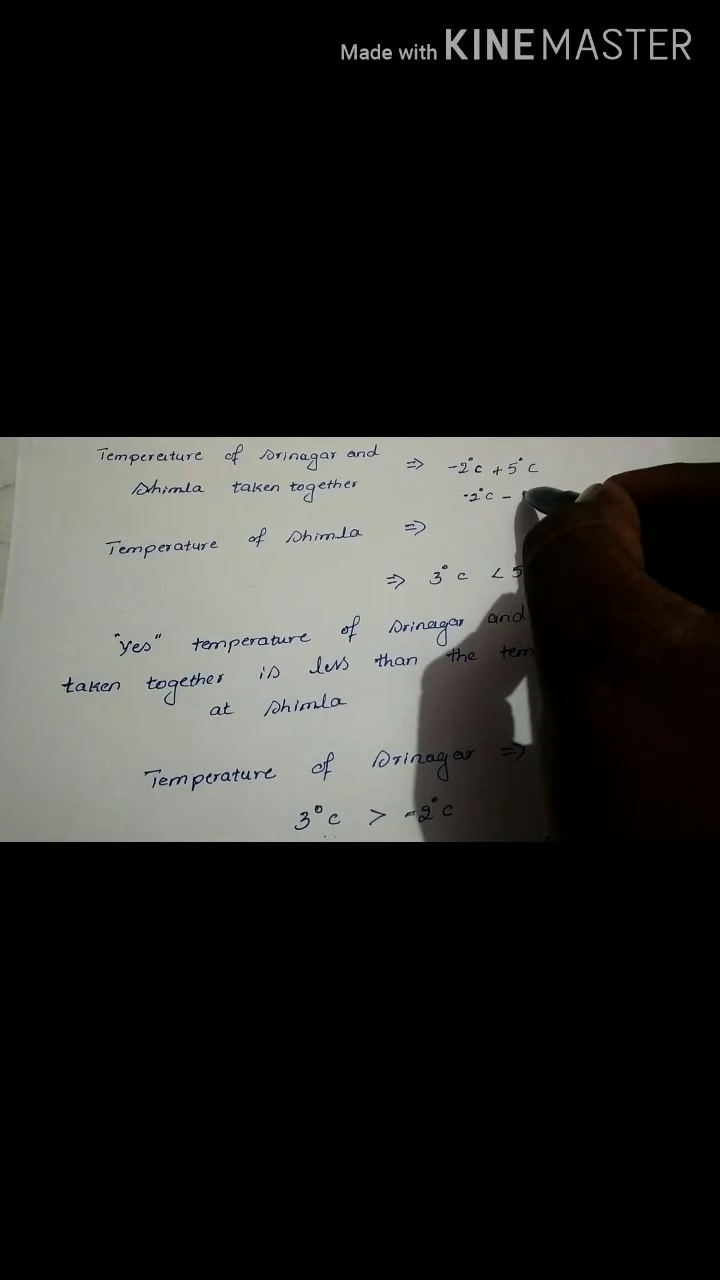 Made with KINEMASTER
Temperature of Srinagar and ⇒ -2°c + 5°c
Shimla taken together -2°c -
Temperature of Shimla ⇒
⇒ 3°c < 5
"yes" temperature of Srinagar and
taken together is less than the tem
at Shimla
Temperature of Srinagar ⇒
3°c > -2°c